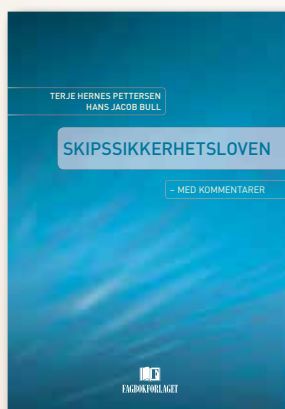 TERJE HERNES PETTERSEN
HANS JACOB BULL
SKIPSSIKKERHETSLOVEN
– MED KOMMENTARER
FAGBOKFORLAGET